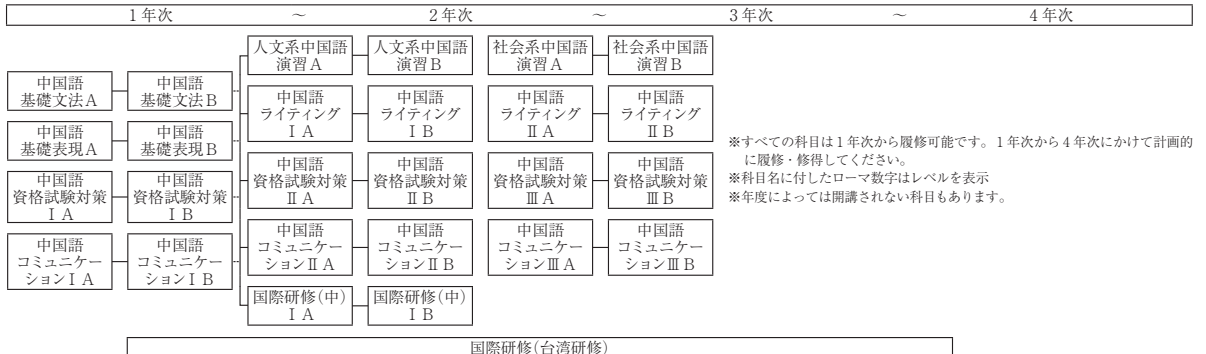 1年次 ～ 2年次 ～ 3年次 ～ 4年次
人文系中国語
演習A
人文系中国語
演習B
社会系中国語
演習A
社会系中国語
演習B
中国語
基礎文法A
中国語
基礎文法B
中国語
ライティング
ⅠA
中国語
ライティング
ⅠB
中国語
ライティング
ⅡA
中国語
ライティング
ⅡB
中国語
基礎表現A
中国語
基礎表現B
中国語
資格試験対策
ⅠA
中国語
資格試験対策
ⅠB
中国語
資格試験対策
ⅡA
中国語
資格試験対策
ⅡB
中国語
資格試験対策
ⅢA
中国語
資格試験対策
ⅢB
中国語
コミュニケー
ションⅠA
中国語
コミュニケー
ションⅠB
中国語
コミュニケー
ションⅡA
中国語
コミュニケー
ションⅡB
中国語
コミュニケー
ションⅢA
中国語
コミュニケー
ションⅢB
国際研修(中)
ⅠA
国際研修(中)
ⅠB
国際研修(台湾研修)
※すべての科目は1年次から履修可能です。1年次から4年次にかけて計画的
に履修・修得してください。
※科目名に付したローマ数字はレベルを表示
※年度によっては開講されない科目もあります。